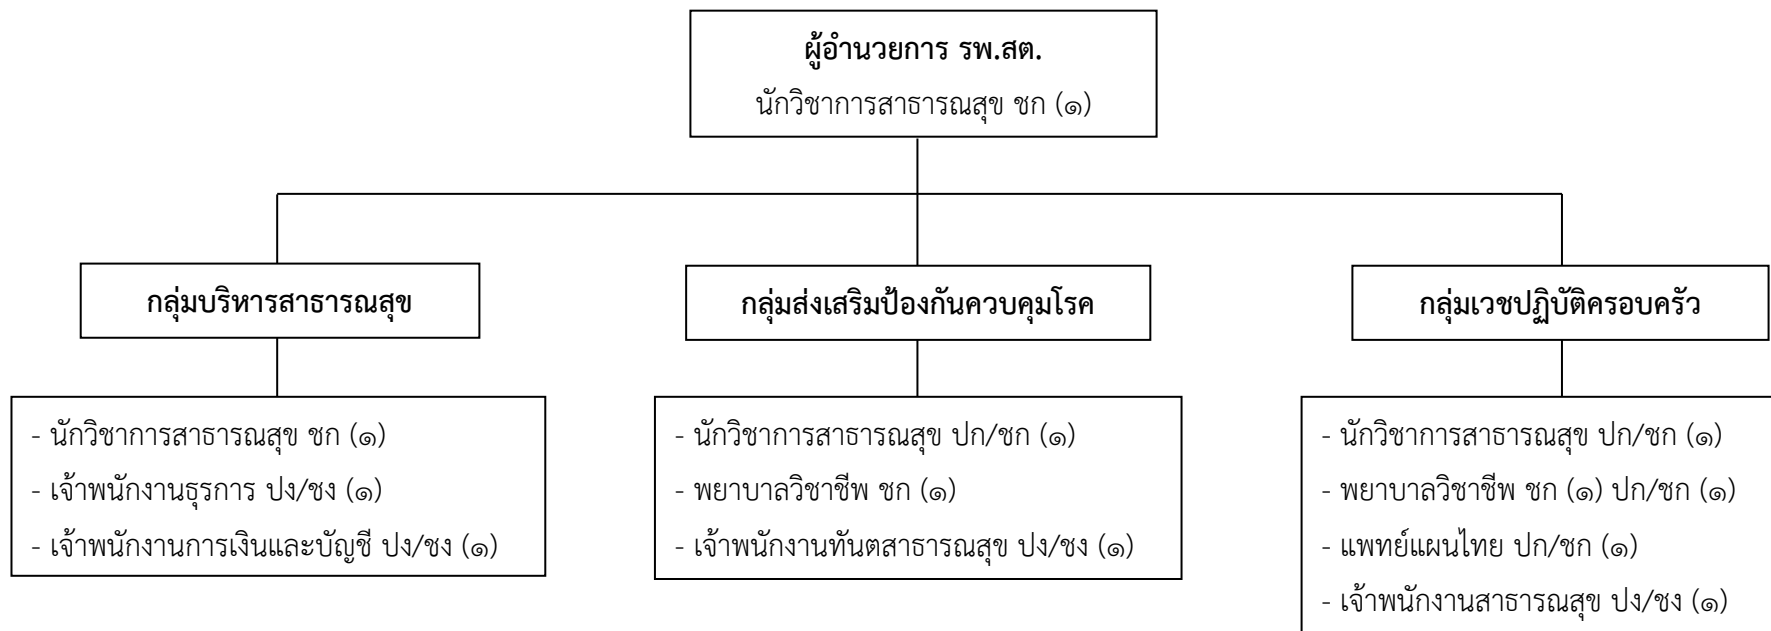 ผู้อำนวยการ รพ.สต.
นักวิชาการสาธารณสุข ชก (๑)
กลุ่มบริหารสาธารณสุข
- นักวิชาการสาธารณสุข ชก (๑)
- เจ้าพนักงานธุรการ ปง/ชง (๑)
- เจ้าพนักงานการเงินและบัญชี ปง/ชง (๑)
กลุ่มส่งเสริมป้องกันควบคุมโรค
- นักวิชาการสาธารณสุข ปก/ชก (๑)
- พยาบาลวิชาชีพ ชก (๑)
- เจ้าพนักงานทันตสาธารณสุข ปง/ชง (๑)
กลุ่มเวชปฏิบัติครอบครัว
- นักวิชาการสาธารณสุข ปก/ชก (๑)
- พยาบาลวิชาชีพ ชก (๑) ปก/ชก (๑)
- แพทย์แผนไทย ปก/ชก (๑)
- เจ้าพนักงานสาธารณสุข ปง/ชง (๑)